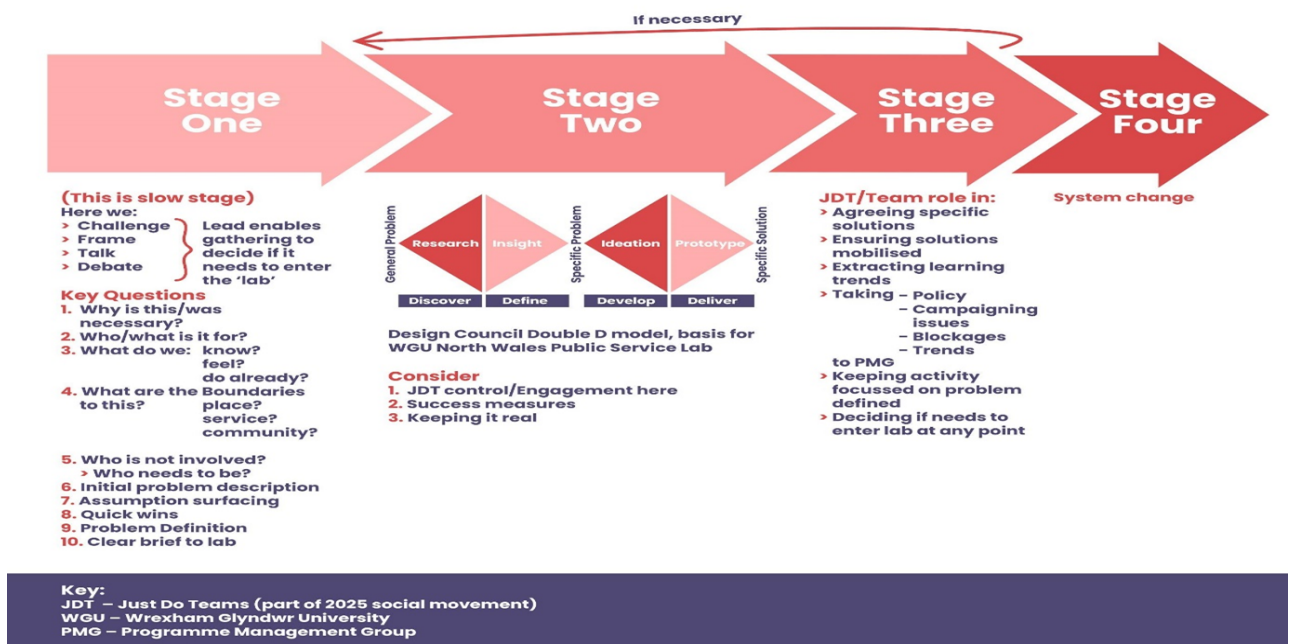 If necessary
Stage
One
Stage
Two
Stage
Three
Stage
Four
(This is slow stage)
Here we:
> Challenge
> Frame
> Talk
> Debate
Lead enables
gathering to
decide if it
needs to enter
the ‘lab’
Key Questions
1. Why is this/was
necessary?
2. Who/what is it for?
3. What do we: know?
feel?
do already?
4. What are the Boundaries
to this? place?
service?
community?
5. Who is not involved?
> Who needs to be?
6. Initial problem description
7. Assumption surfacing
8. Quick wins
9. Problem Definition
10. Clear brief to lab
General Problem
Research
Insight
Specific Problem
Ideation
Prototype
Specific Solution
Discover
Define
Develop
Deliver
Design Council Double D model, basis for
WGU North Wales Public Service Lab
Consider
1. JDT control/Engagement here
2. Success measures
3. Keeping it real
JDT/Team role in:
> Agreeing specific
solutions
> Ensuring solutions
mobilised
> Extracting learning
trends
> Taking – Policy
– Campaigning
issues
– Blockages
– Trends
to PMG
> Keeping activity
focussed on problem
defined
> Deciding if needs to
enter lab at any point
System change
Key:
JDT – Just Do Teams (part of 2025 social movement)
WGU – Wrexham Glyndwr University
PMG – Programme Management Group